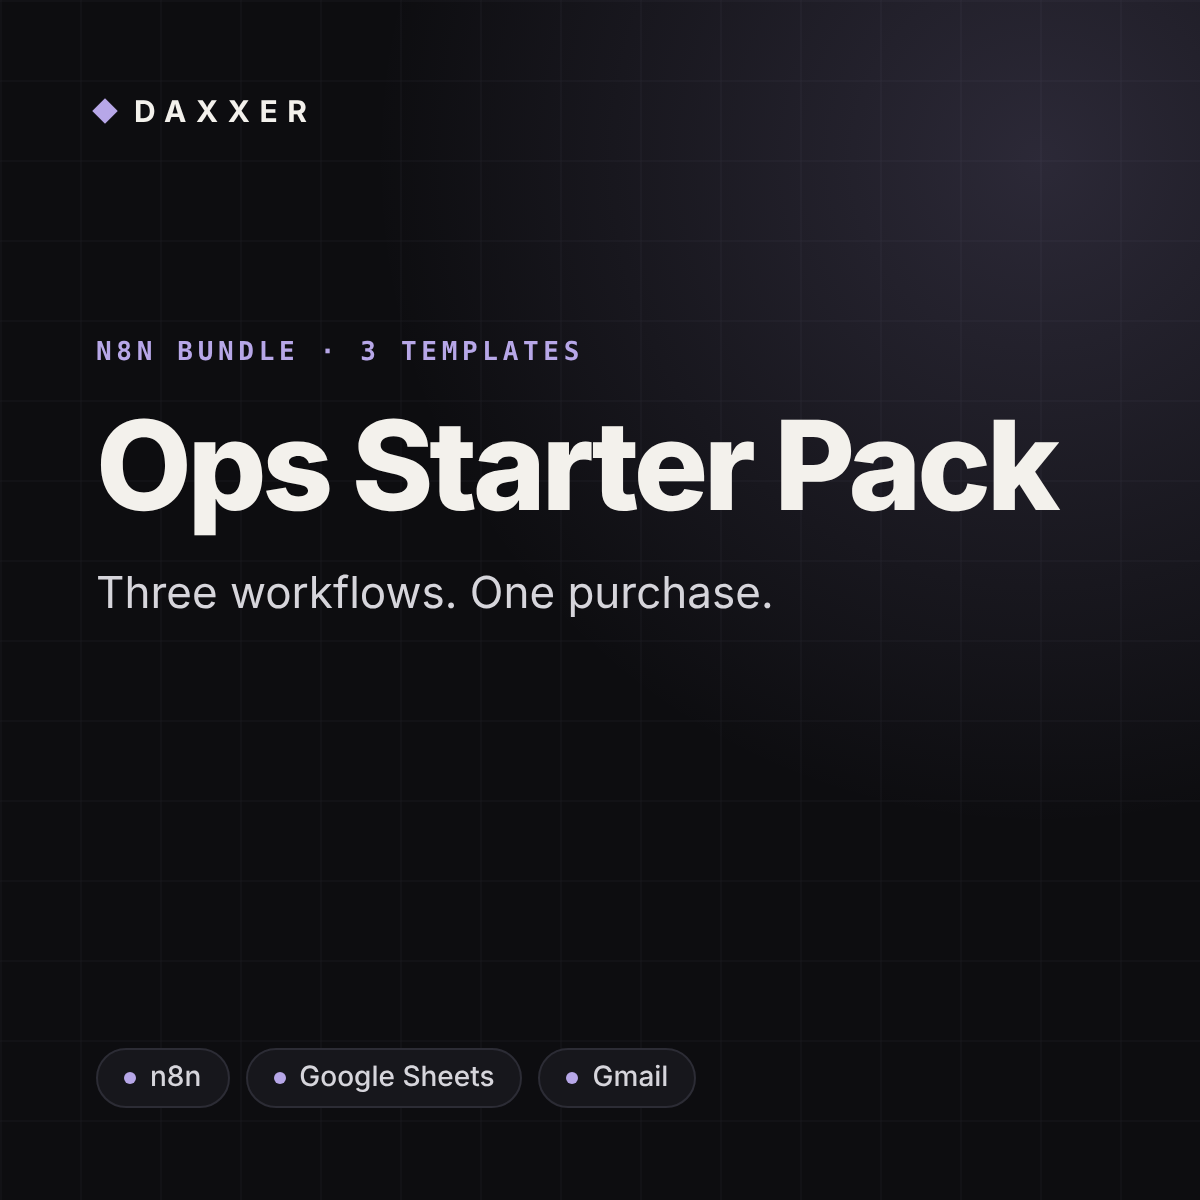 DAXXER
N8N BUNDLE · 3 TEMPLATES
Ops Starter Pack
Three workflows. One purchase.
n8n Google Sheets Gmail